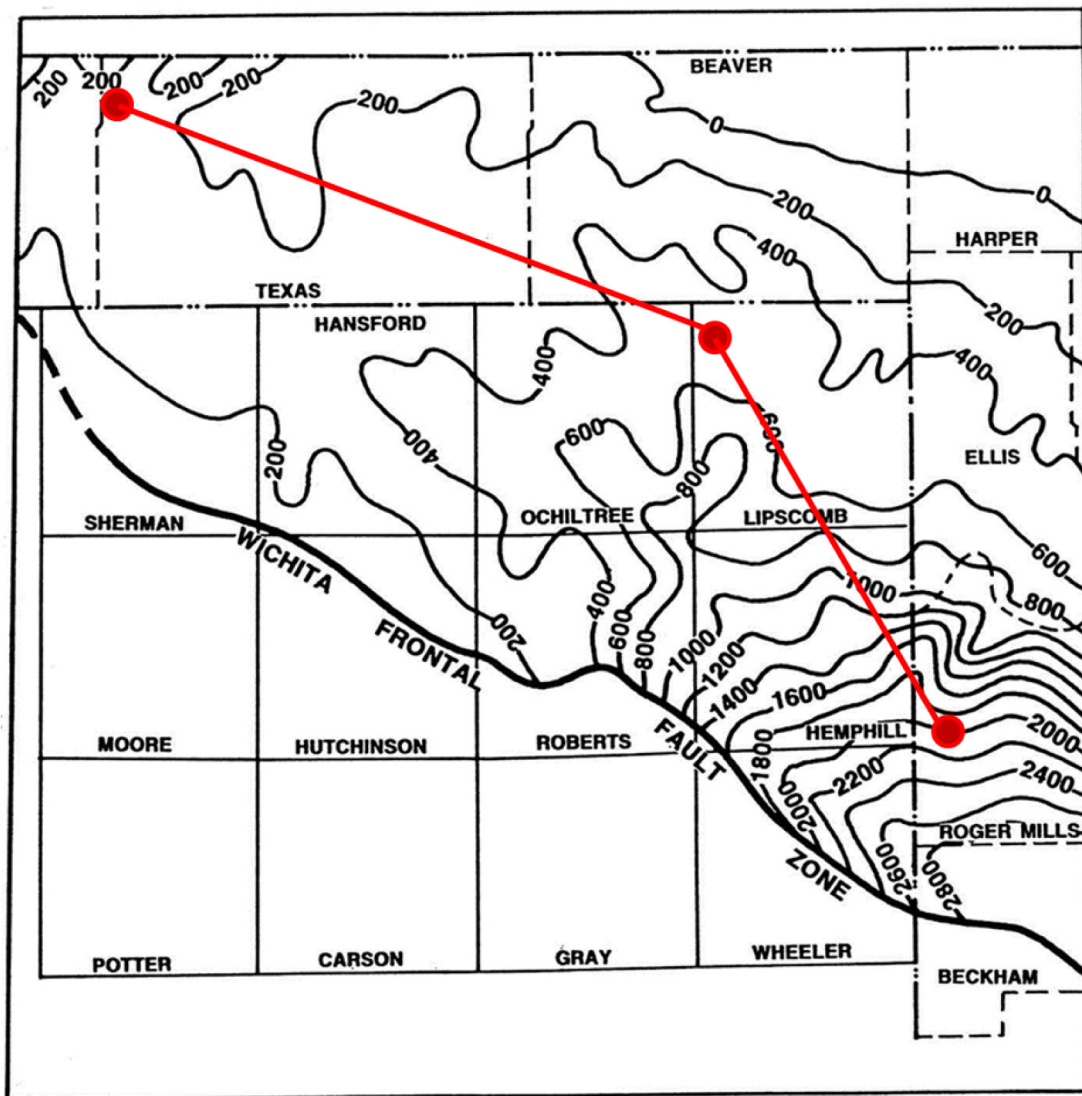 BEAVER
200
200
200
200
200
0
200
0
HARPER
400
TEXAS
200
HANSFORD
400
400
600
600
400
200
800
ELLIS
SHERMAN
OCHILTREE
LIPSCOMB
WICHITA
600
1000
800
400
200
600
FRONTAL
800
1000
1200
1400
1600
MOORE
HUTCHINSON
ROBERTS
FAULT
HEMPHILL
2000
1800
2200
2400
2000
ROGER MILLS
ZONE
2600
2800
POTTER
CARSON
GRAY
WHEELER
BECKHAM